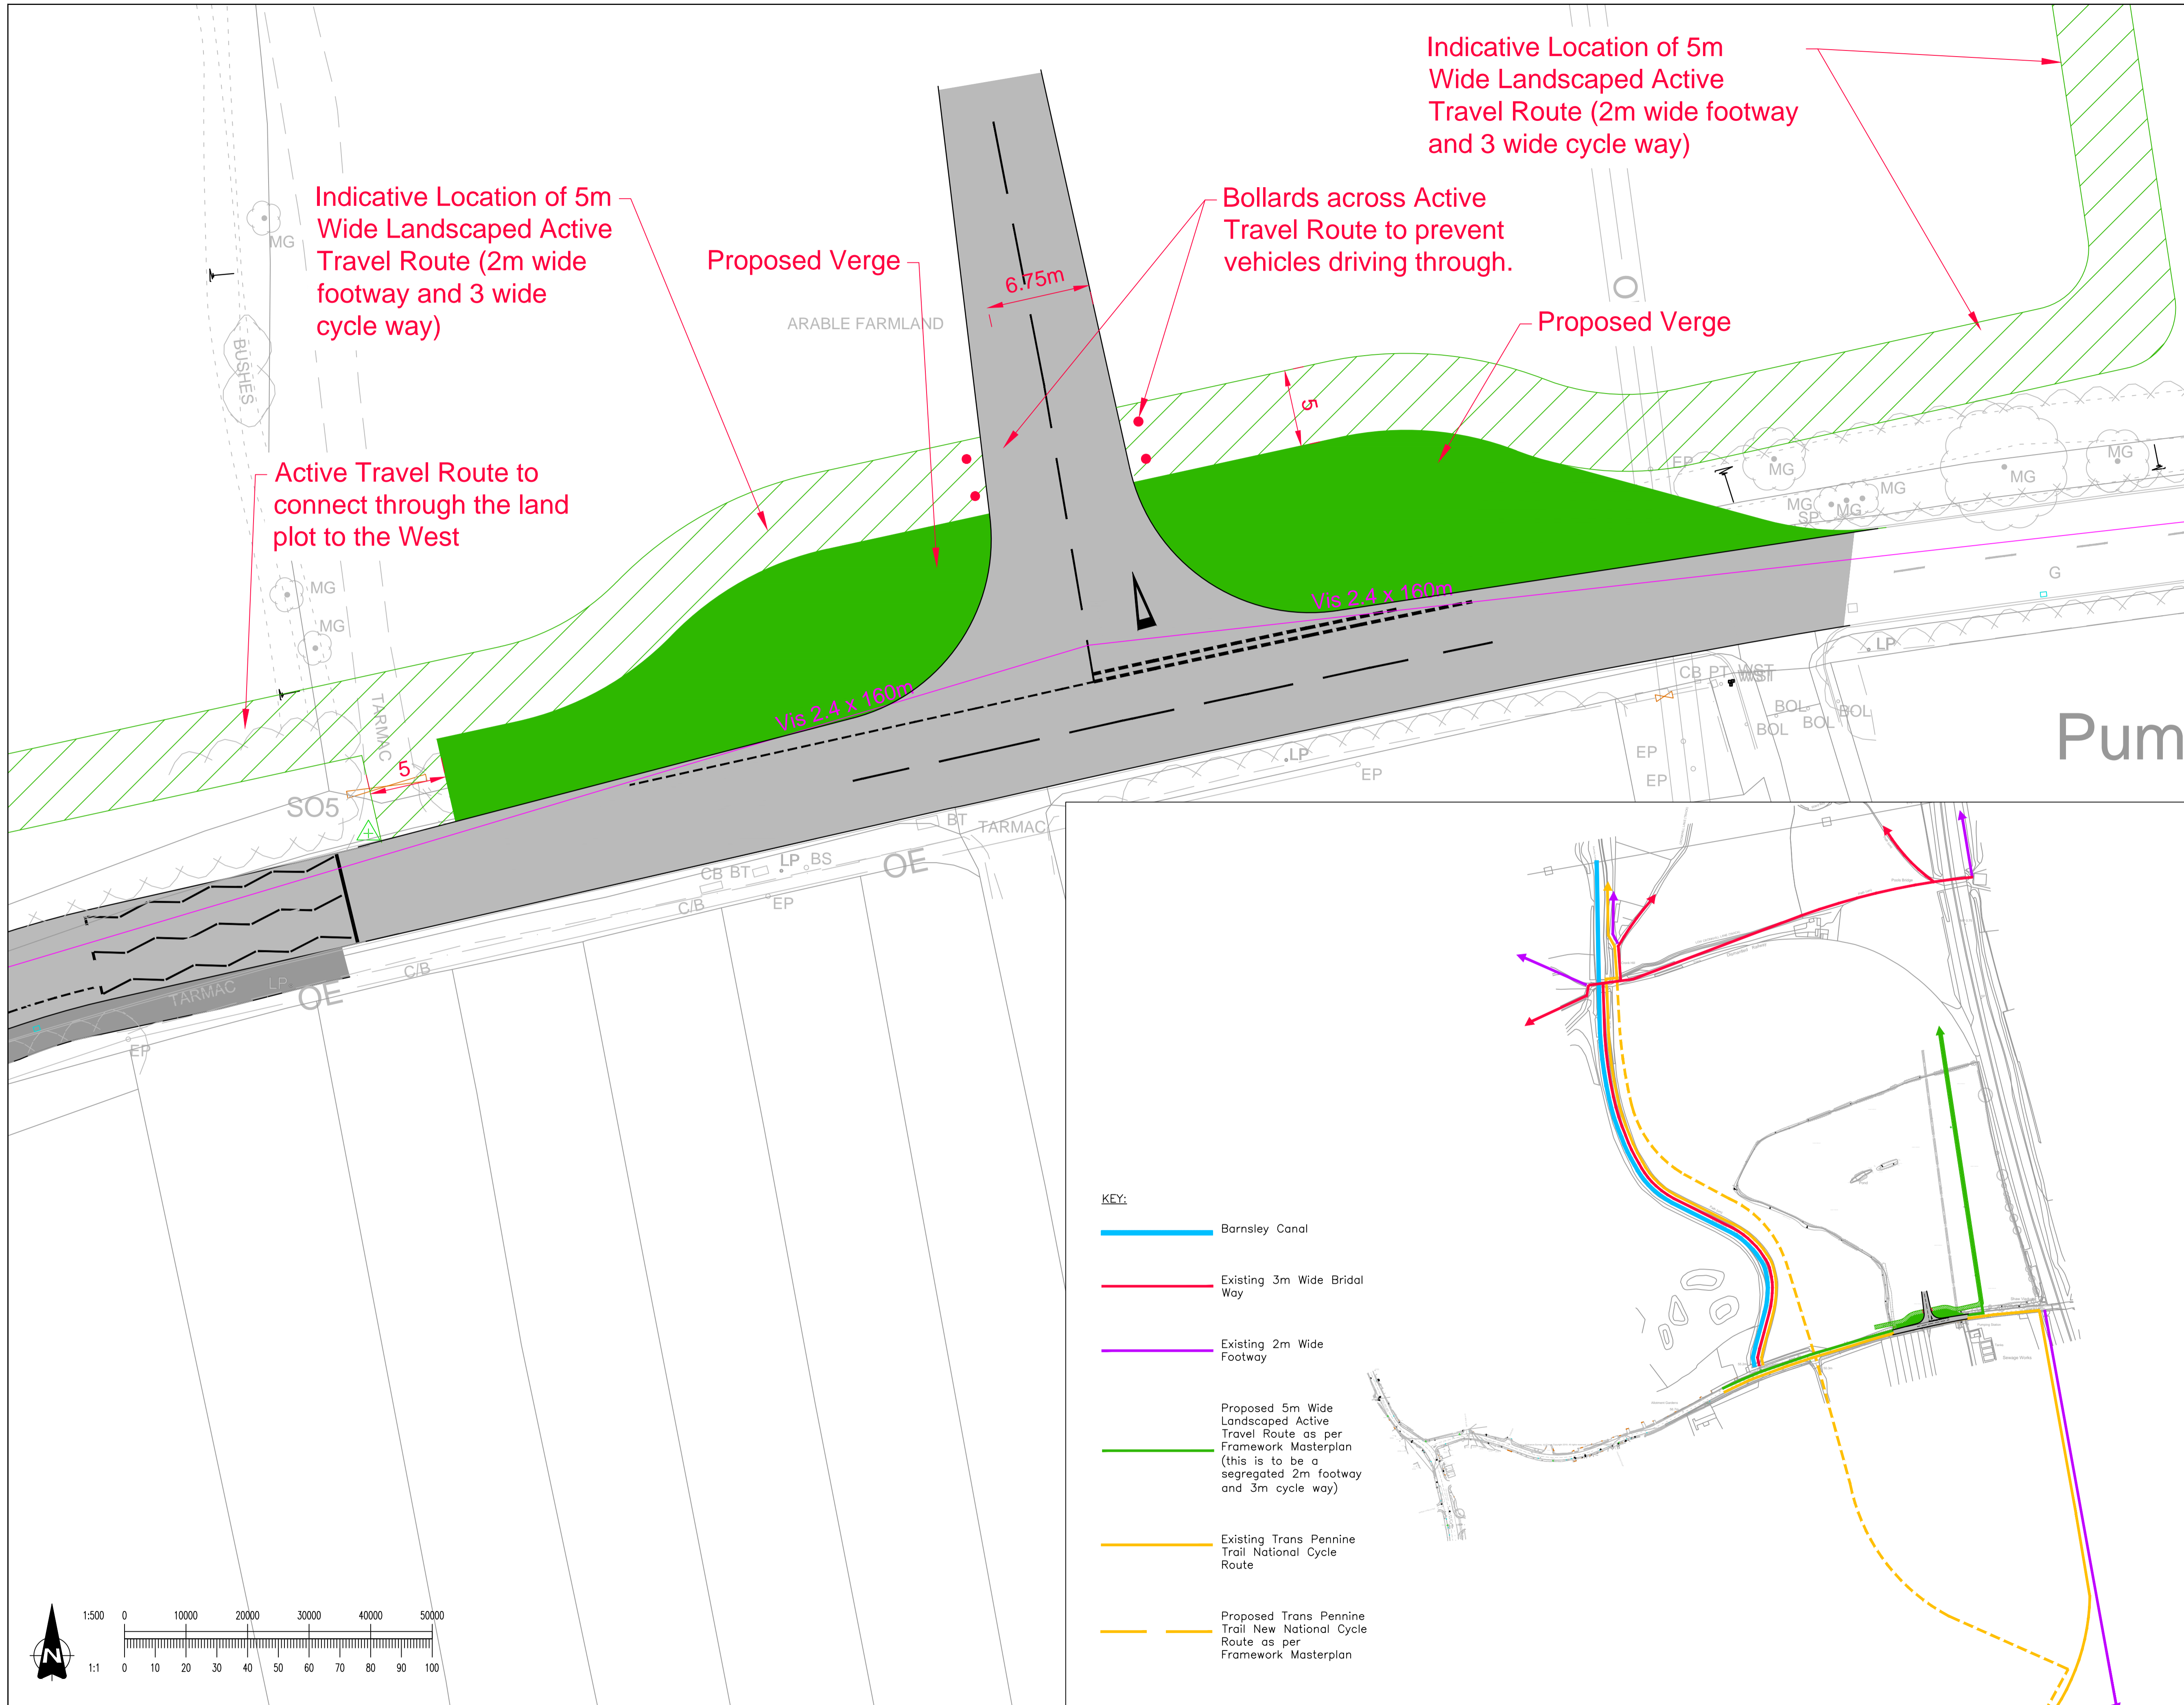 Indicative Location of 5m
Wide Landscaped Active
Travel Route (2m wide footway
and 3 wide cycle way)
Indicative Location of 5m
Wide Landscaped Active
Travel Route (2m wide
footway and 3 wide
cycle way)
Proposed Verge
Bollards across Active
Travel Route to prevent
vehicles driving through.
6.75m
Proposed Verge
ARABLE FARMLAND
MG
BUSHES
O
5
Active Travel Route to
connect through the land
plot to the West
EP
MG
MG
MG
MG
MG
MG
SP
MG
MG
G
Vis 2.4 x 160m
Vis 2.4 x 160m
TARMAC
LP
CB PT
WST
BOL
BOL
BOL
BOL
EP
EP
Pum
5
SO5
LP
EP
BT
TARMAC
OE
CB BT
LP
BS
EP
C/B
C/B
TARMAC
LP
OE
EP
KEY:
Barnsley Canal
Existing 3m Wide Bridal
Way
Existing 2m Wide
Footway
Proposed 5m Wide
Landscaped Active
Travel Route as per
Framework Masterplan
(this is to be a
segregated 2m footway
and 3m cycle way)
Existing Trans Pennine
Trail National Cycle
Route
Proposed Trans Pennine
Trail New National Cycle
Route as per
Framework Masterplan
Sewage Works
N
1:500 0 10000 20000 30000 40000 50000
1:1 0 10 20 30 40 50 60 70 80 90 100